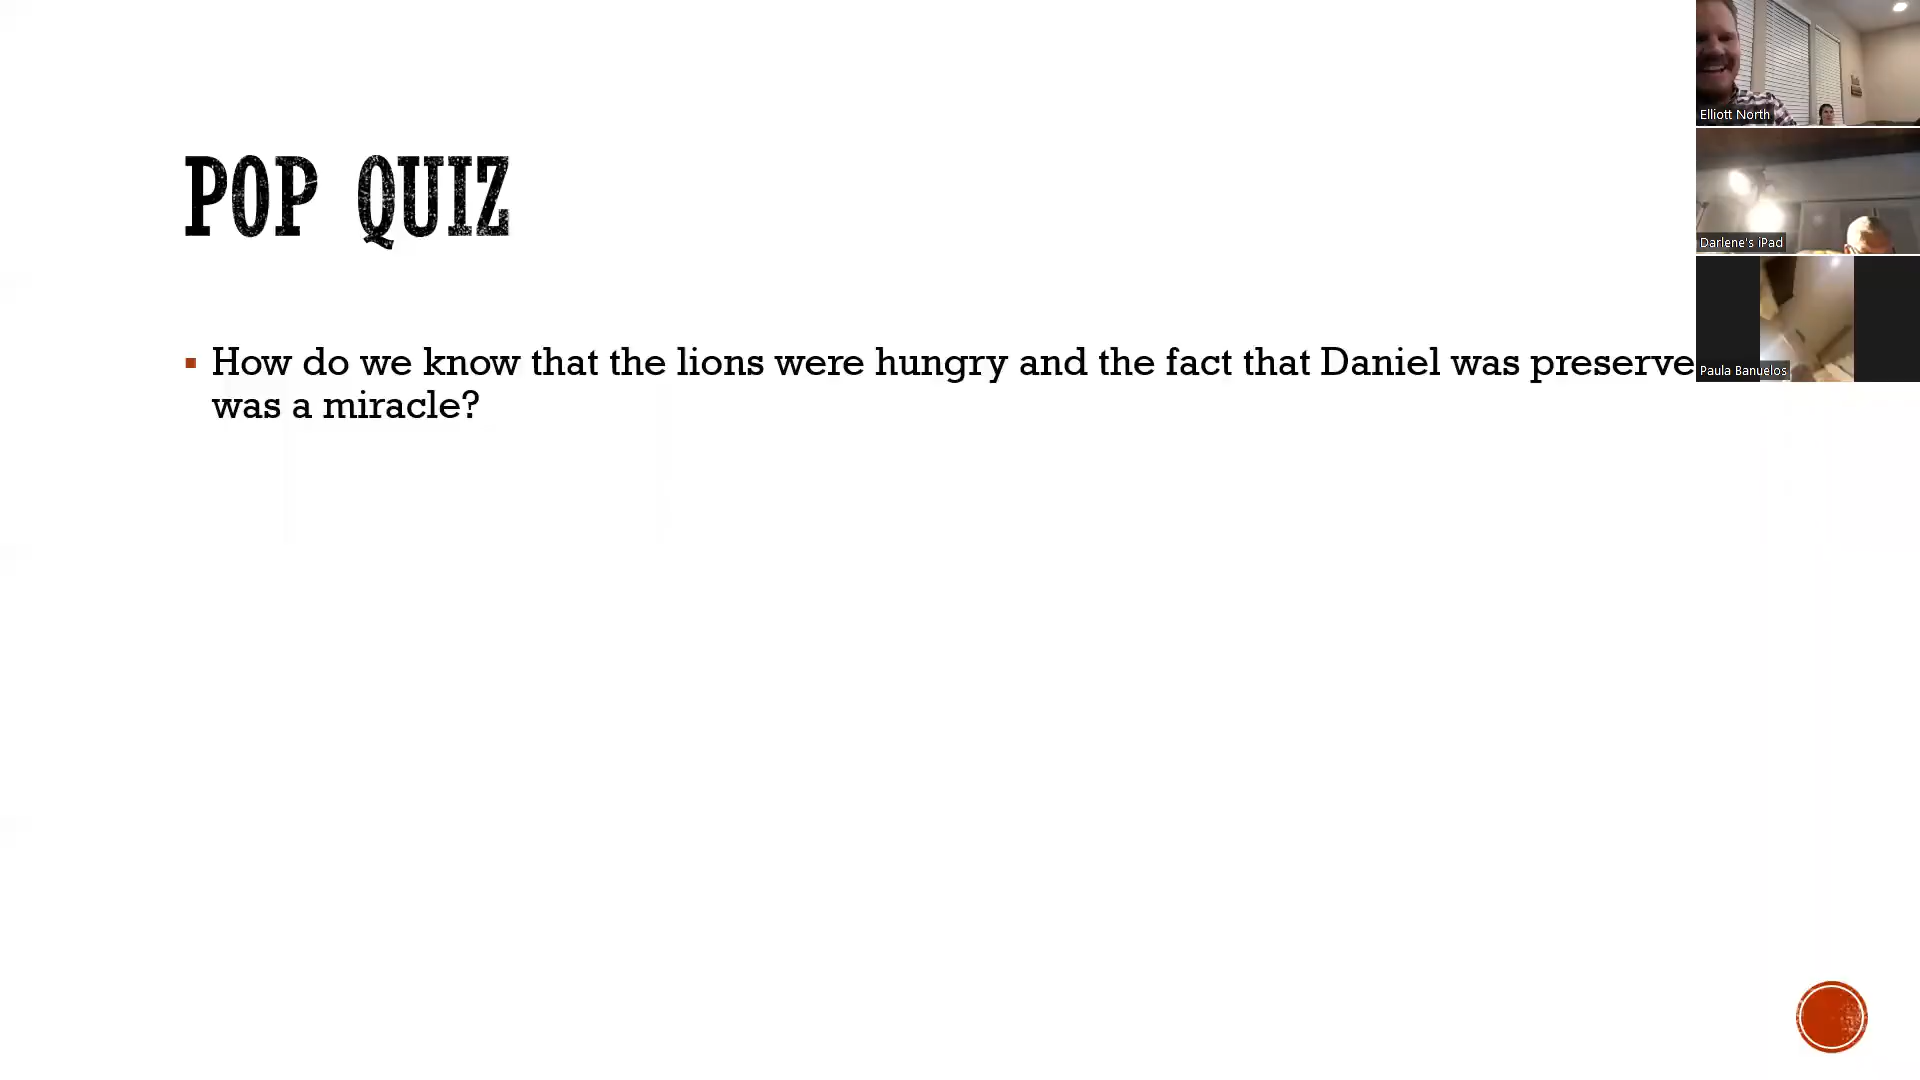 POP QUIZ
How do we know that the lions were hungry and the fact that Daniel was preserve
was a miracle?
Elliott North
Darlene's iPad
Paula Banuelos